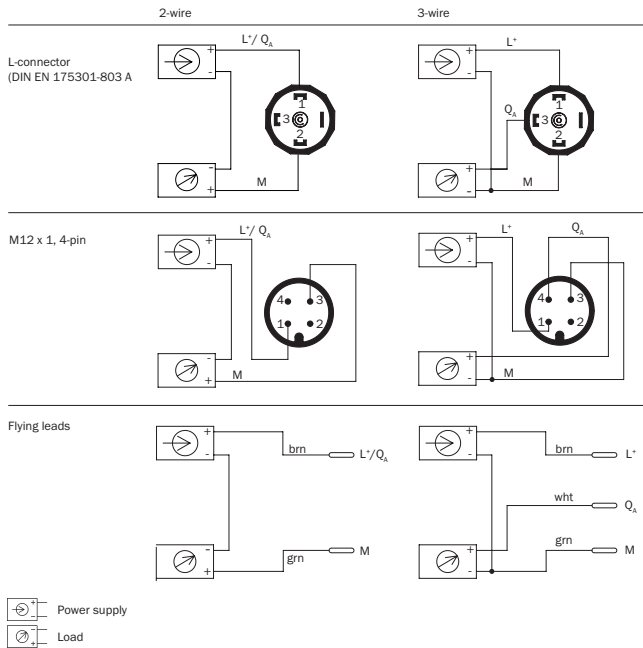 2-wire 3-wire
L-connector
(DIN EN 175301-803 A
+ L⁺/ Q_A
-
1
3
2
-
+ M
+ L⁺
-
Q_A
1
3
2
+
- M
M12 x 1, 4-pin
+ L⁺/ Q_A
-
4 3
1 2
-
+ M
+ L⁺ Q_A
-
4 3
1 2
+
- M
Flying leads
+ brn L⁺/Q_A
-
-
+ grn M
+ brn L⁺
-
wht Q_A
+
- grn M
+
- Power supply
-
+ Load